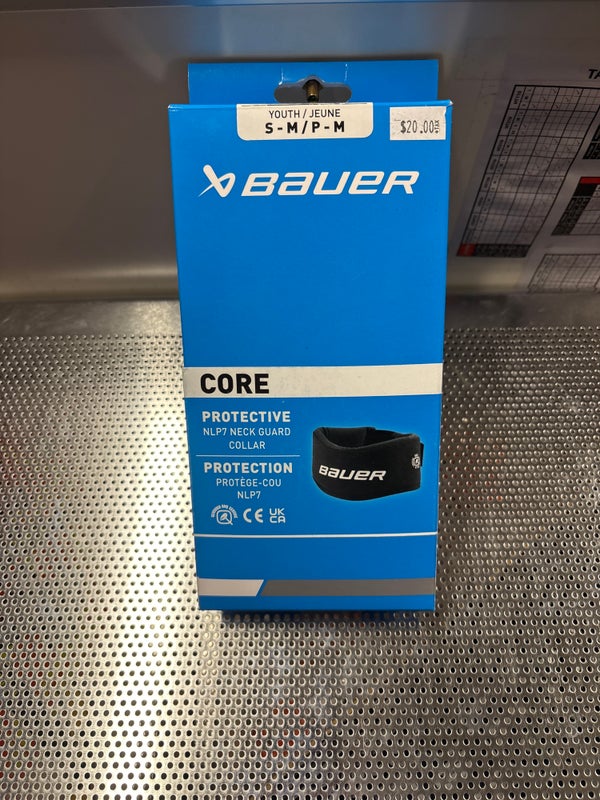 YOUTH / JEUNE
S-M/P-M
$20.00
BAUER
CORE
PROTECTIVE
NLP7 NECK GUARD
COLLAR
PROTECTION
PROTÈGE-COU
NLP7
BAUER
CE UK
CA